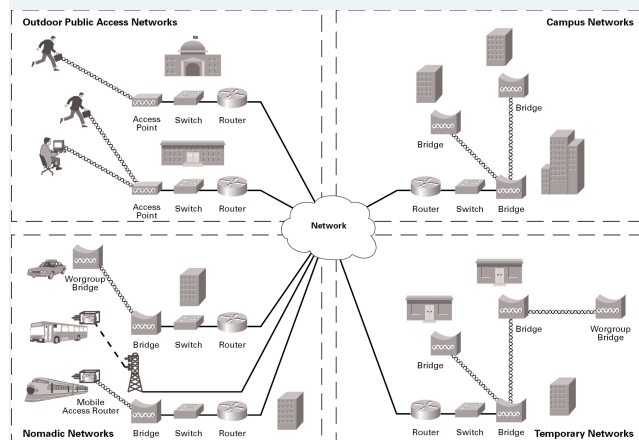 Outdoor Public Access Networks
Access
Point
Switch
Router
Access
Point
Switch
Router
Campus Networks
Bridge
Bridge
Router
Switch
Bridge
Network
Worgroup
Bridge
Bridge
Switch
Router
Mobile
Access Router
Bridge
Switch
Router
Nomadic Networks
Bridge
Worgroup
Bridge
Bridge
Router
Switch
Bridge
Temporary Networks